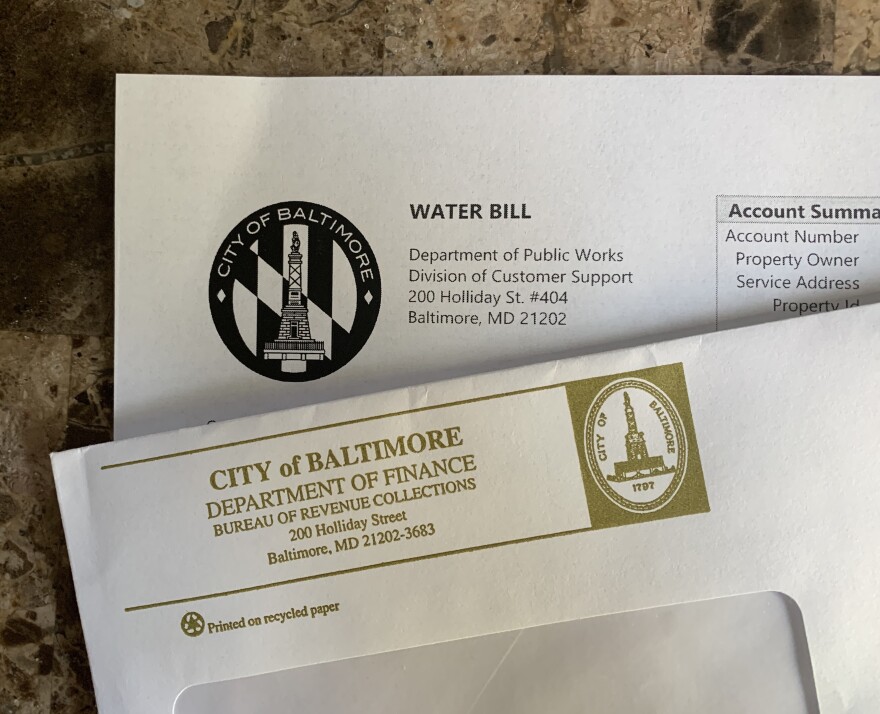 CITY OF BALTIMORE
WATER BILL
Department of Public Works
Division of Customer Support
200 Holliday St. #404
Baltimore, MD 21202
Account Summa
Account Number
Property Owner
Service Address
Property Id
CITY of BALTIMORE
DEPARTMENT OF FINANCE
BUREAU OF REVENUE COLLECTIONS
200 Holliday Street
Baltimore, MD 21202-3683
CITY OF BALTIMORE
1797
Printed on recycled paper